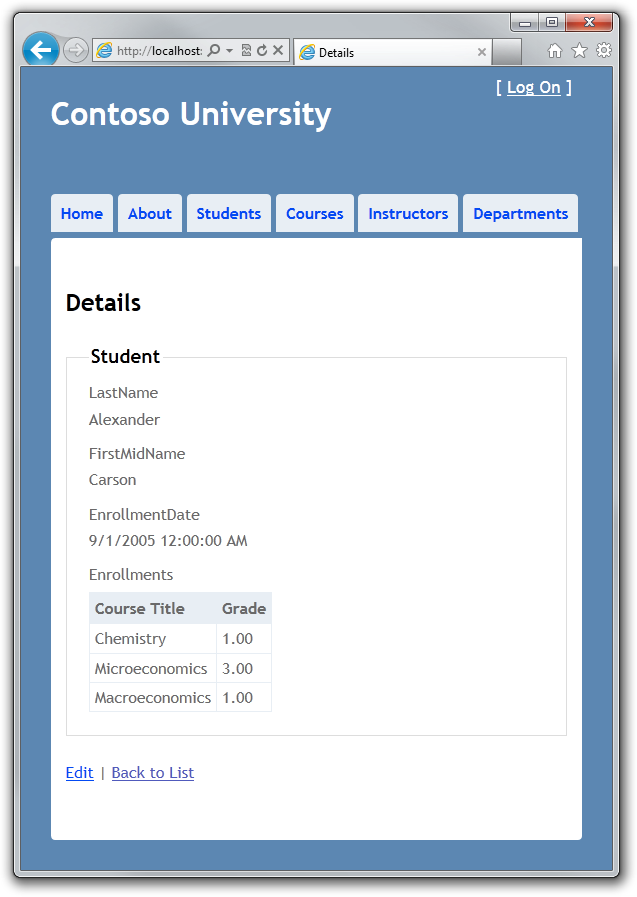 http://localhost:
Details
[ Log On ]
Contoso University
Home About Students Courses Instructors Departments
Details
Student
LastName
Alexander
FirstMidName
Carson
EnrollmentDate
9/1/2005 12:00:00 AM
Enrollments
Course Title Grade
Chemistry 1.00
Microeconomics 3.00
Macroeconomics 1.00
Edit | Back to List